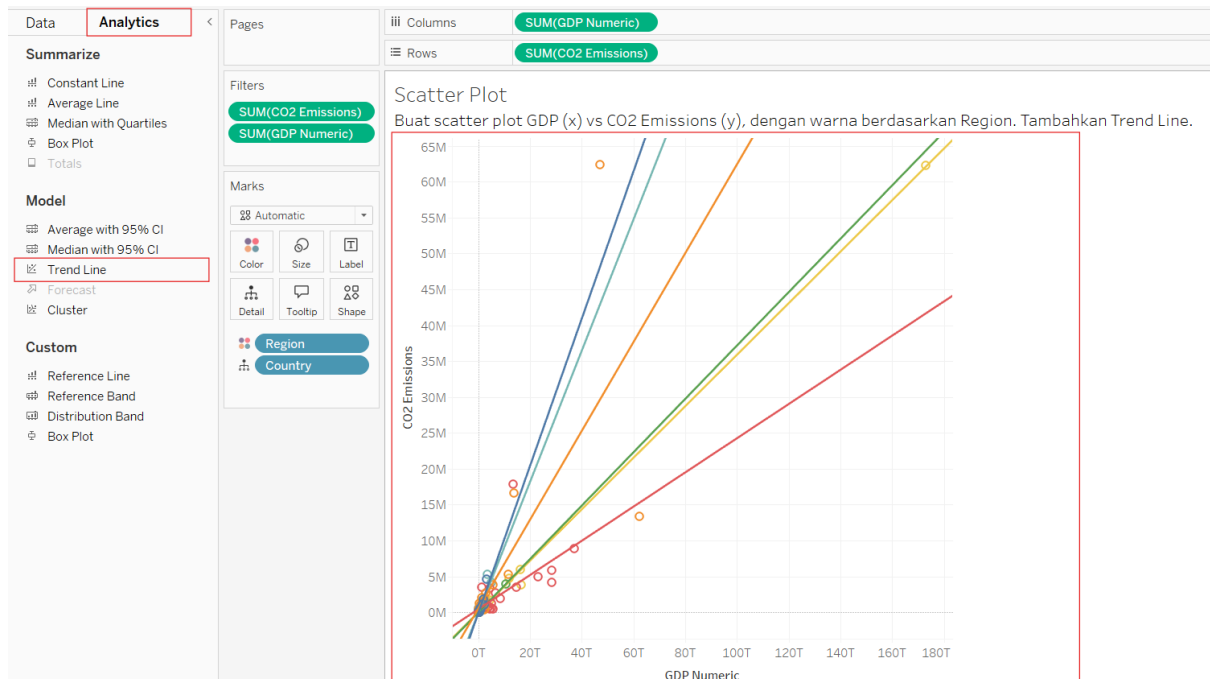 Data
Analytics
<
Summarize
Constant Line
Average Line
Median with Quartiles
Box Plot
Totals
Model
Average with 95% CI
Median with 95% CI
Trend Line
Forecast
Cluster
Custom
Reference Line
Reference Band
Distribution Band
Box Plot
Pages
Filters
SUM(CO2 Emissions)
SUM(GDP Numeric)
Marks
Automatic
Color
Size
Label
Detail
Tooltip
Shape
Region
Country
Columns
SUM(GDP Numeric)
Rows
SUM(CO2 Emissions)
Scatter Plot
Buat scatter plot GDP (x) vs CO2 Emissions (y), dengan warna berdasarkan Region. Tambahkan Trend Line.
65M
60M
55M
50M
45M
40M
35M
30M
25M
20M
15M
10M
5M
0M
CO2 Emissions
0T
20T
40T
60T
80T
100T
120T
140T
160T
180T
GDP Numeric